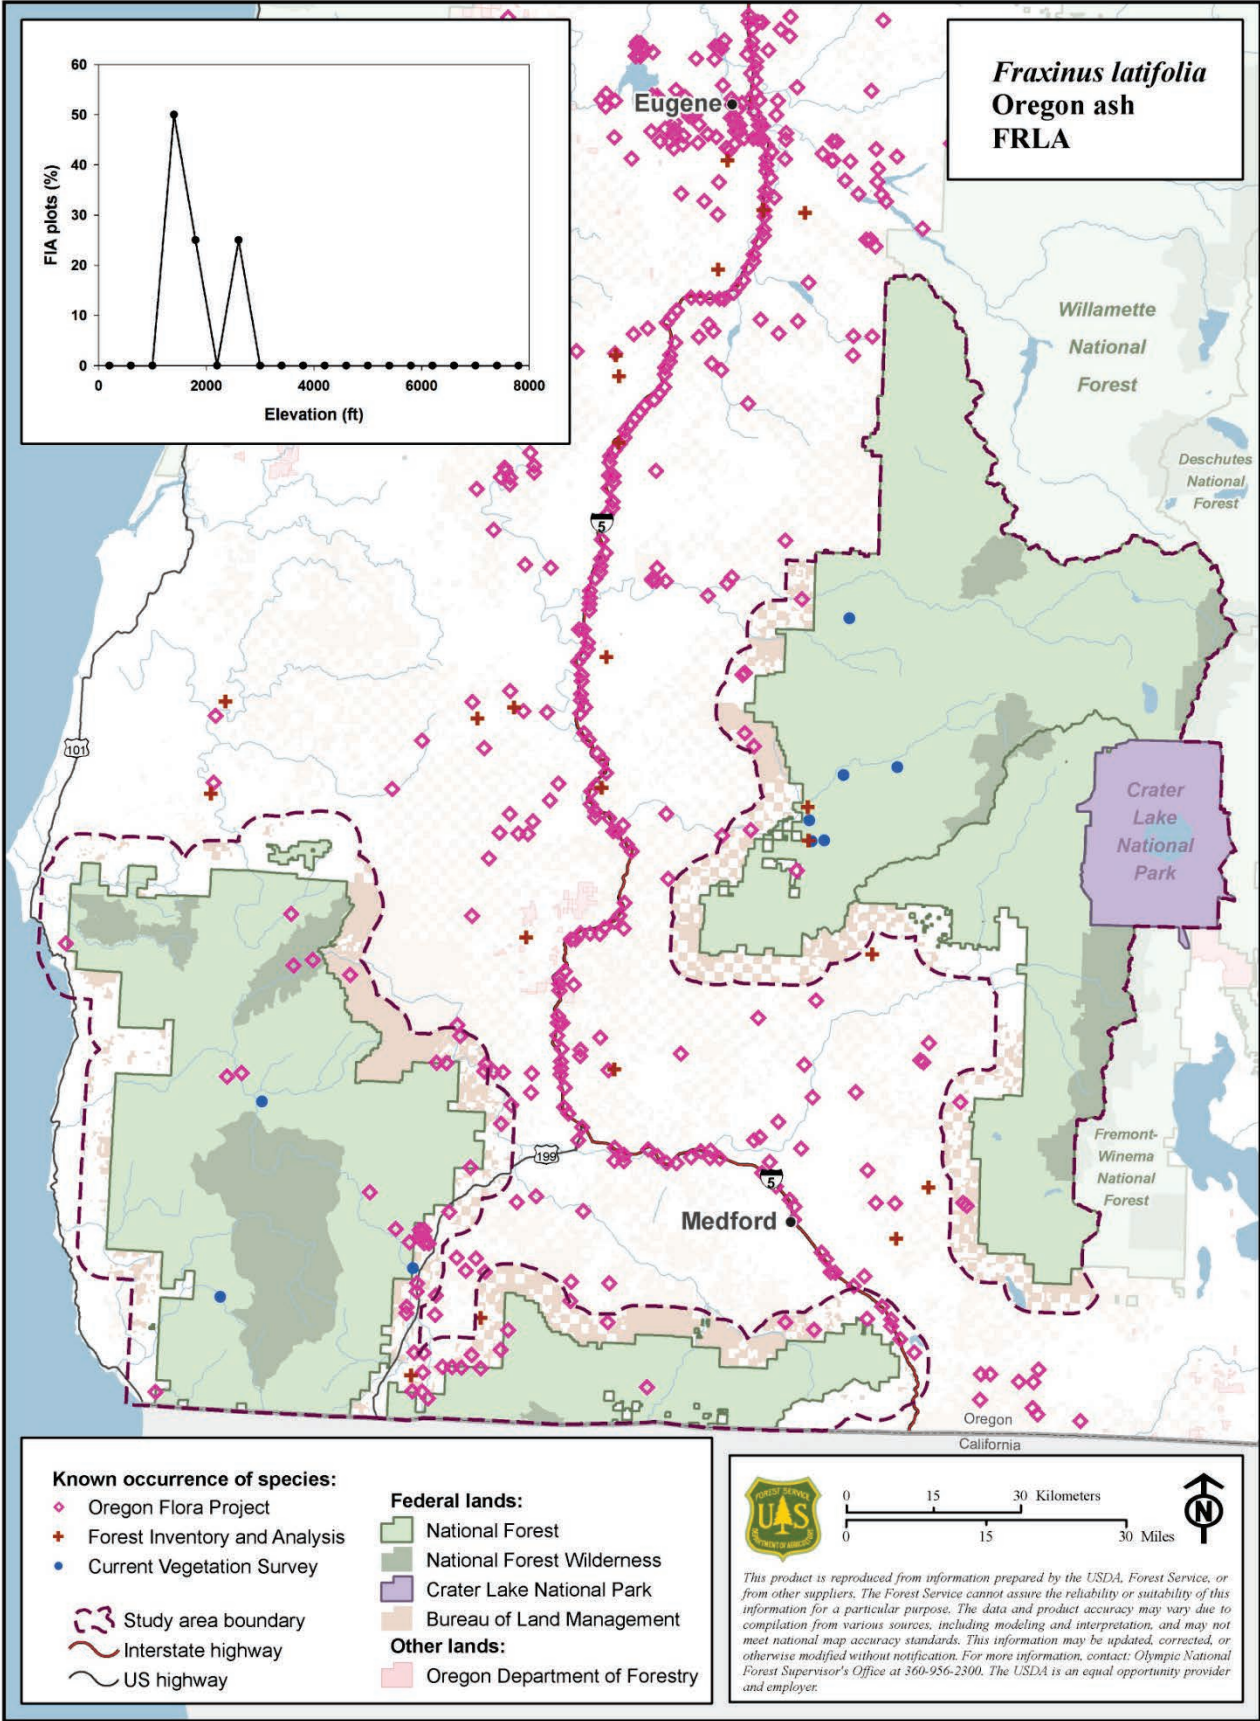 60
50
40
30
20
10
0
FIA plots (%)
0 2000 4000 6000 8000
Elevation (ft)
Fraxinus latifolia
Oregon ash
FRLA
Eugene
Willamette
National
Forest
Deschutes
National
Forest
5
101
Crater
Lake
National
Park
199
5
Medford
Fremont-
Winema
National
Forest
Oregon
California
Known occurrence of species:
Oregon Flora Project
Forest Inventory and Analysis
Current Vegetation Survey
Study area boundary
Interstate highway
US highway
Federal lands:
National Forest
National Forest Wilderness
Crater Lake National Park
Bureau of Land Management
Other lands:
Oregon Department of Forestry
FOREST SERVICE
US
DEPARTMENT OF AGRICULTURE
0 15 30 Kilometers
0 15 30 Miles
N
This product is reproduced from information prepared by the USDA, Forest Service, or
from other suppliers. The Forest Service cannot assure the reliability or suitability of this
information for a particular purpose. The data and product accuracy may vary due to
compilation from various sources, including modeling and interpretation, and may not
meet national map accuracy standards. This information may be updated, corrected, or
otherwise modified without notification. For more information, contact: Olympic National
Forest Supervisor's Office at 360-956-2300. The USDA is an equal opportunity provider
and employer.